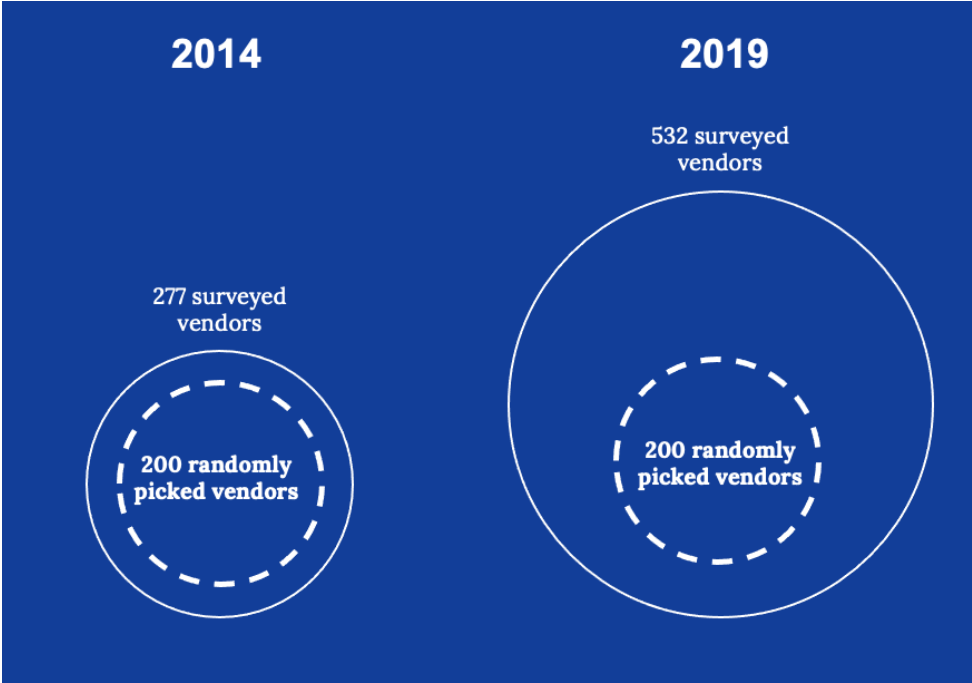 2014
277 surveyed
vendors
200 randomly
picked vendors
2019
532 surveyed
vendors
200 randomly
picked vendors